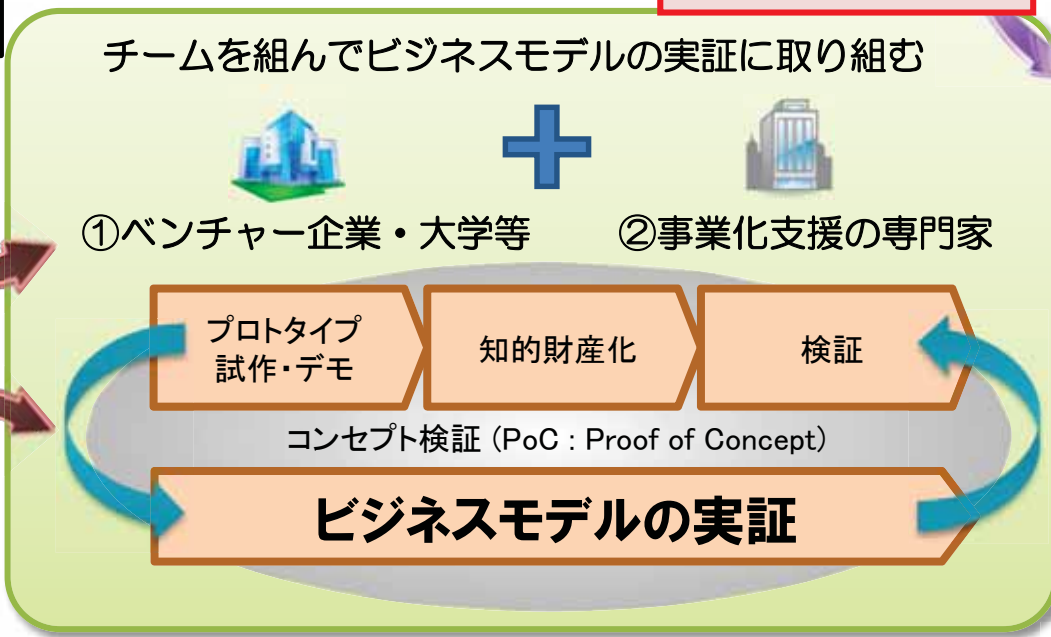 チームを組んでビジネスモデルの実証に取り組む
①ベンチャー企業・大学等
②事業化支援の専門家
プロトタイプ
試作・デモ
知的財産化
検証
コンセプト検証 (PoC : Proof of Concept)
ビジネスモデルの実証